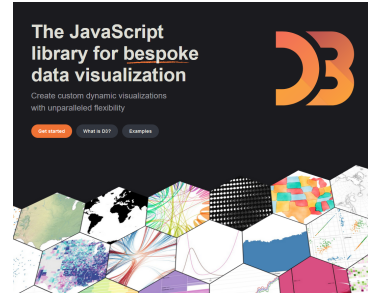 The JavaScript
library for bespoke
data visualization
Create custom dynamic visualizations
with unparalleled flexibility
Get started
What is D3?
Examples
D3